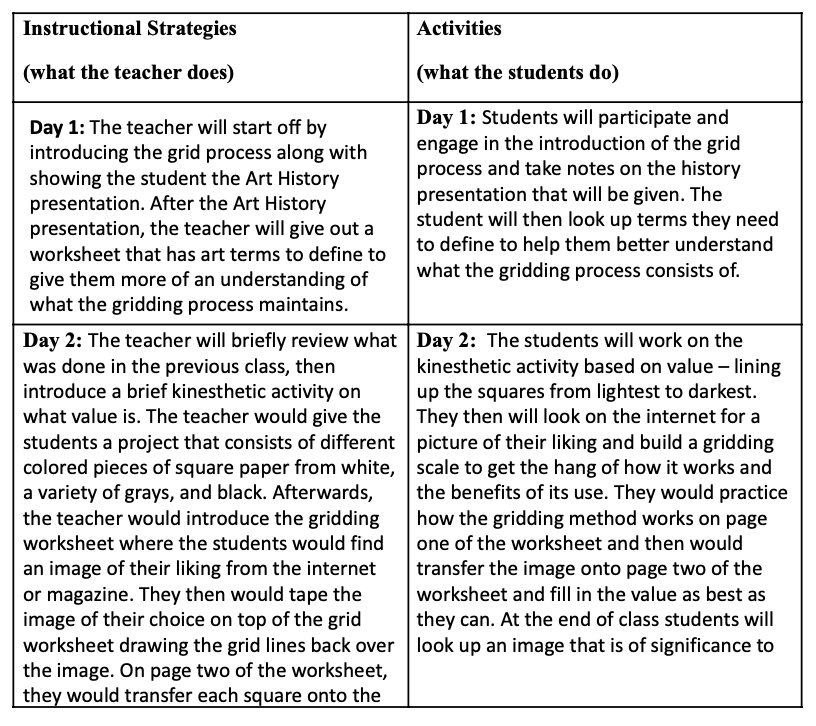 Instructional Strategies
(what the teacher does)
Activities
(what the students do)
Day 1: The teacher will start off by
introducing the grid process along with
showing the student the Art History
presentation. After the Art History
presentation, the teacher will give out a
worksheet that has art terms to define to
give them more of an understanding of
what the gridding process maintains.
Day 1: Students will participate and
engage in the introduction of the grid
process and take notes on the history
presentation that will be given. The
student will then look up terms they need
to define to help them better understand
what the gridding process consists of.
Day 2: The teacher will briefly review what
was done in the previous class, then
introduce a brief kinesthetic activity on
what value is. The teacher would give the
students a project that consists of different
colored pieces of square paper from white,
a variety of grays, and black. Afterwards,
the teacher would introduce the gridding
worksheet where the students would find
an image of their liking from the internet
or magazine. They then would tape the
image of their choice on top of the grid
worksheet drawing the grid lines back over
the image. On page two of the worksheet,
they would transfer each square onto the
Day 2: The students will work on the
kinesthetic activity based on value – lining
up the squares from lightest to darkest.
They then will look on the internet for a
picture of their liking and build a gridding
scale to get the hang of how it works and
the benefits of its use. They would practice
how the gridding method works on page
one of the worksheet and then would
transfer the image onto page two of the
worksheet and fill in the value as best as
they can. At the end of class students will
look up an image that is of significance to